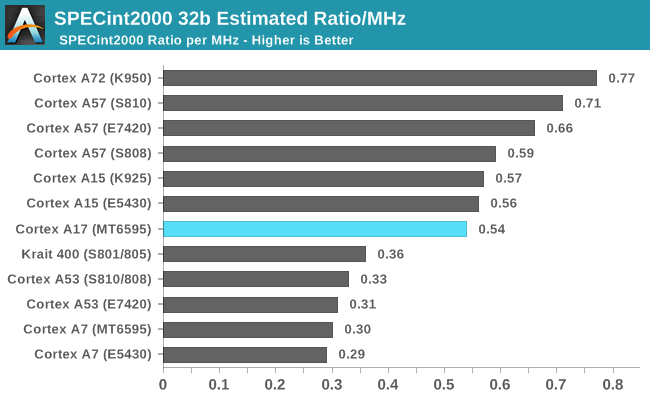 SPECint2000 32b Estimated Ratio/MHz
SPECint2000 Ratio per MHz - Higher is Better
Cortex A72 (K950) 0.77
Cortex A57 (S810) 0.71
Cortex A57 (E7420) 0.66
Cortex A57 (S808) 0.59
Cortex A15 (K925) 0.57
Cortex A15 (E5430) 0.56
Cortex A17 (MT6595) 0.54
Krait 400 (S801/805) 0.36
Cortex A53 (S810/808) 0.33
Cortex A53 (E7420) 0.31
Cortex A7 (MT6595) 0.30
Cortex A7 (E5430) 0.29
0 0.1 0.2 0.3 0.4 0.5 0.6 0.7 0.8